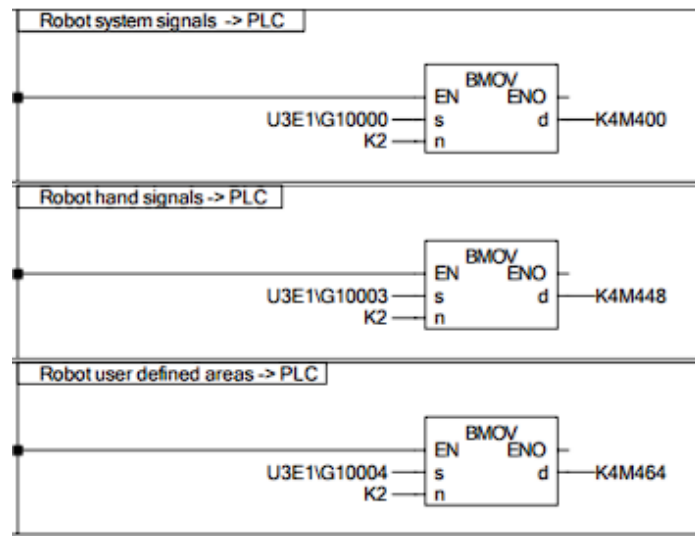 Robot system signals -> PLC
BMOV
EN ENO
U3E1\G10000 s d K4M400
K2 n
Robot hand signals -> PLC
BMOV
EN ENO
U3E1\G10003 s d K4M448
K2 n
Robot user defined areas -> PLC
BMOV
EN ENO
U3E1\G10004 s d K4M464
K2 n